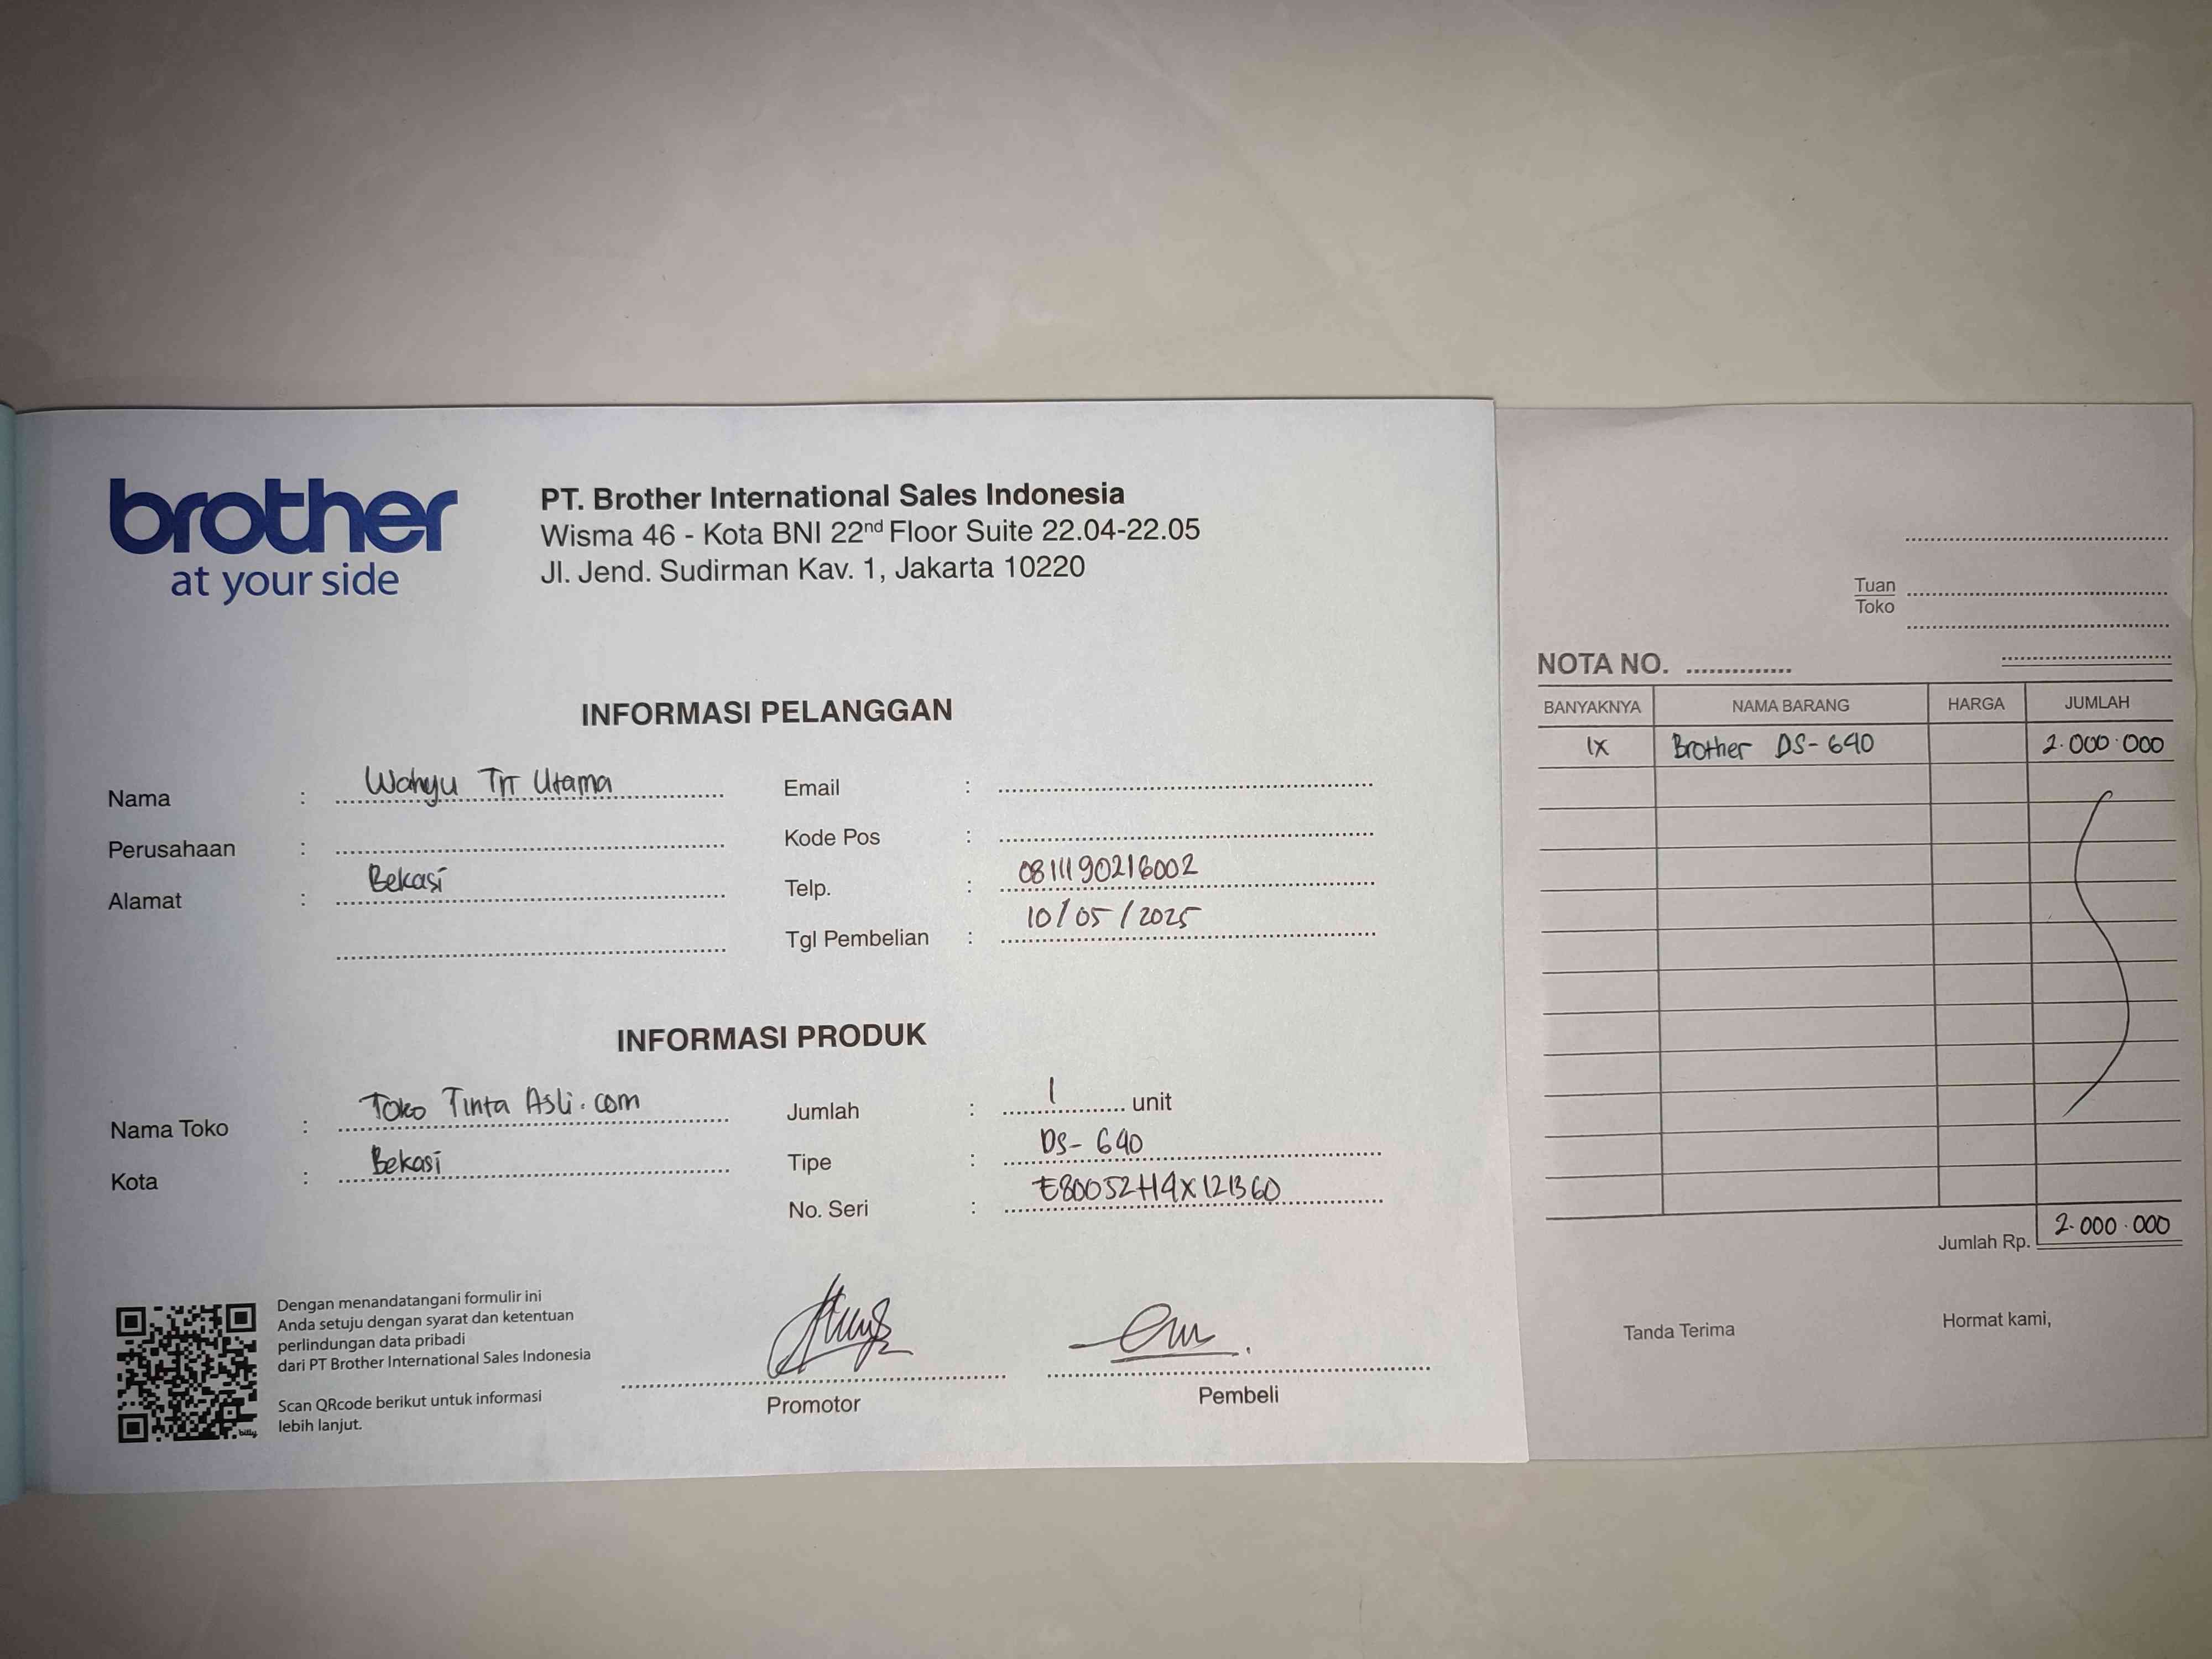 brother
at your side
PT. Brother International Sales Indonesia
Wisma 46 - Kota BNI 22nd Floor Suite 22.04-22.05
Jl. Jend. Sudirman Kav. 1, Jakarta 10220
INFORMASI PELANGGAN
Nama : Wahyu Tri Utama
Perusahaan :
Alamat : Bekasi
Email :
Kode Pos :
Telp. : 0811190216002
Tgl Pembelian : 10/05/2025
INFORMASI PRODUK
Nama Toko : Toko Tinta Asli.com
Kota : Bekasi
Jumlah : 1 unit
Tipe : DS-640
No. Seri :
Dengan menandatangani formulir ini
Anda setuju dengan syarat dan ketentuan
perlindungan data pribadi
dari PT Brother International Sales Indonesia
Scan QRcode berikut untuk informasi
lebih lanjut.
billy
Promotor
Pembeli
Tuan
Toko
NOTA NO.
BANYAKNYA NAMA BARANG HARGA JUMLAH
1X Brother DS-640 2.000.000
Jumlah Rp. 2.000.000
Tanda Terima
Hormat kami,